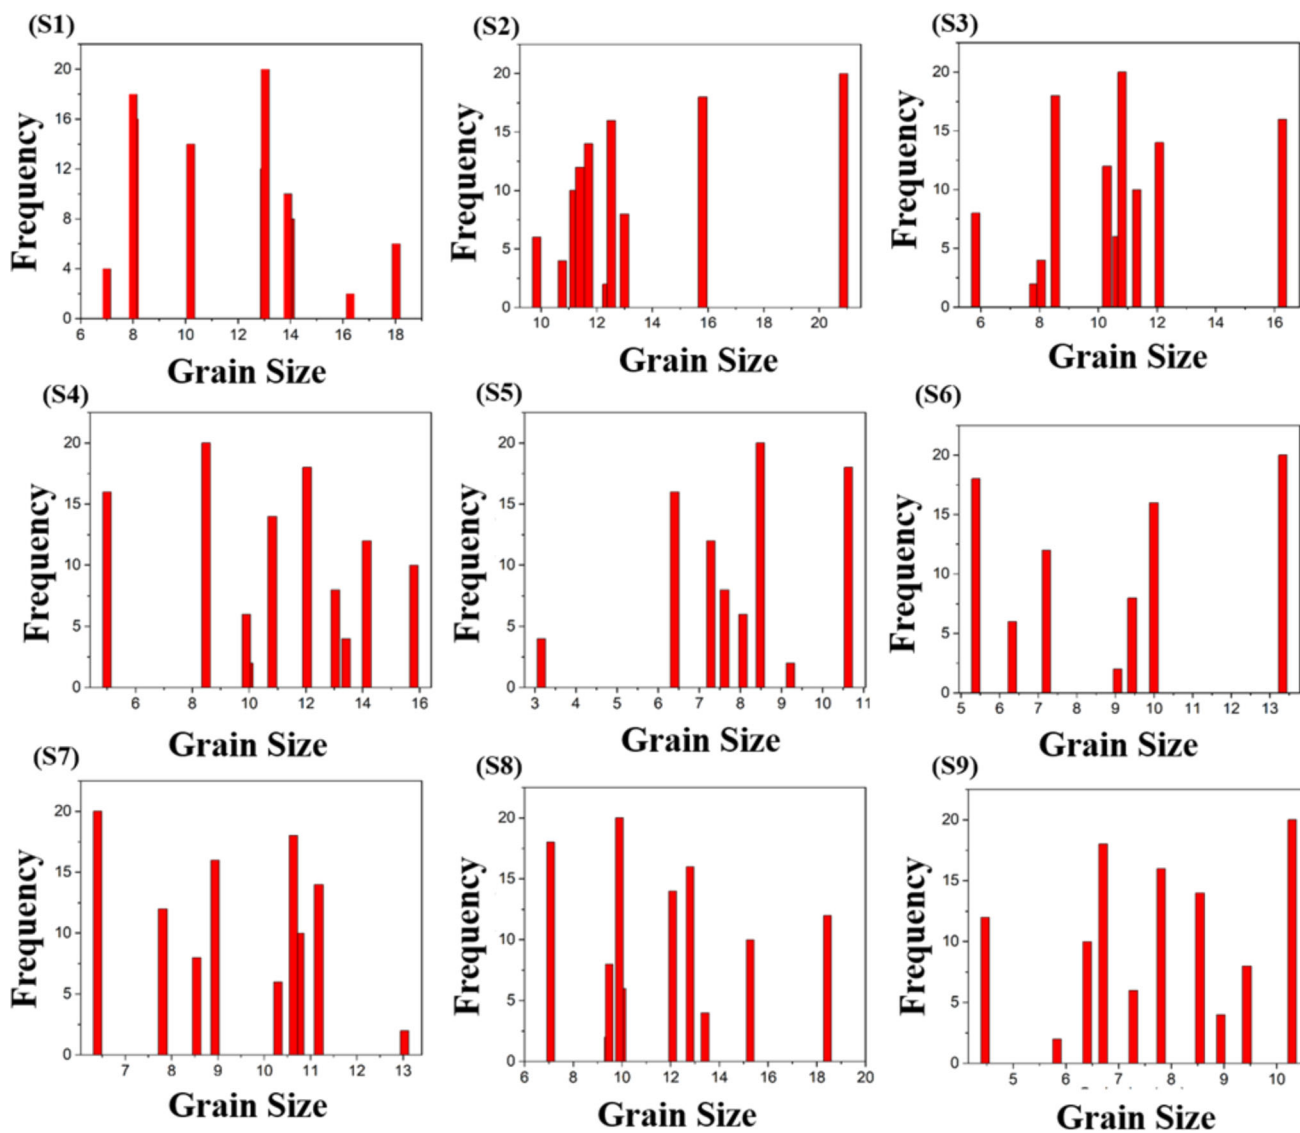 (S1)
(S2)
(S3)
Frequency
20
16
12
8
4
0
6 8 10 12 14 16 18
Grain Size
Frequency
20
15
10
5
0
10 12 14 16 18 20
Grain Size
Frequency
20
15
10
5
0
6 8 10 12 14 16
Grain Size
(S4)
(S5)
(S6)
Frequency
20
15
10
5
0
6 8 10 12 14 16
Grain Size
Frequency
20
15
10
5
0
3 4 5 6 7 8 9 10 11
Grain Size
Frequency
20
15
10
5
0
5 6 7 8 9 10 11 12 13
Grain Size
(S7)
(S8)
(S9)
Frequency
20
15
10
5
0
7 8 9 10 11 12 13
Grain Size
Frequency
20
15
10
5
0
6 8 10 12 14 16 18 20
Grain Size
Frequency
20
15
10
5
0
5 6 7 8 9 10
Grain Size